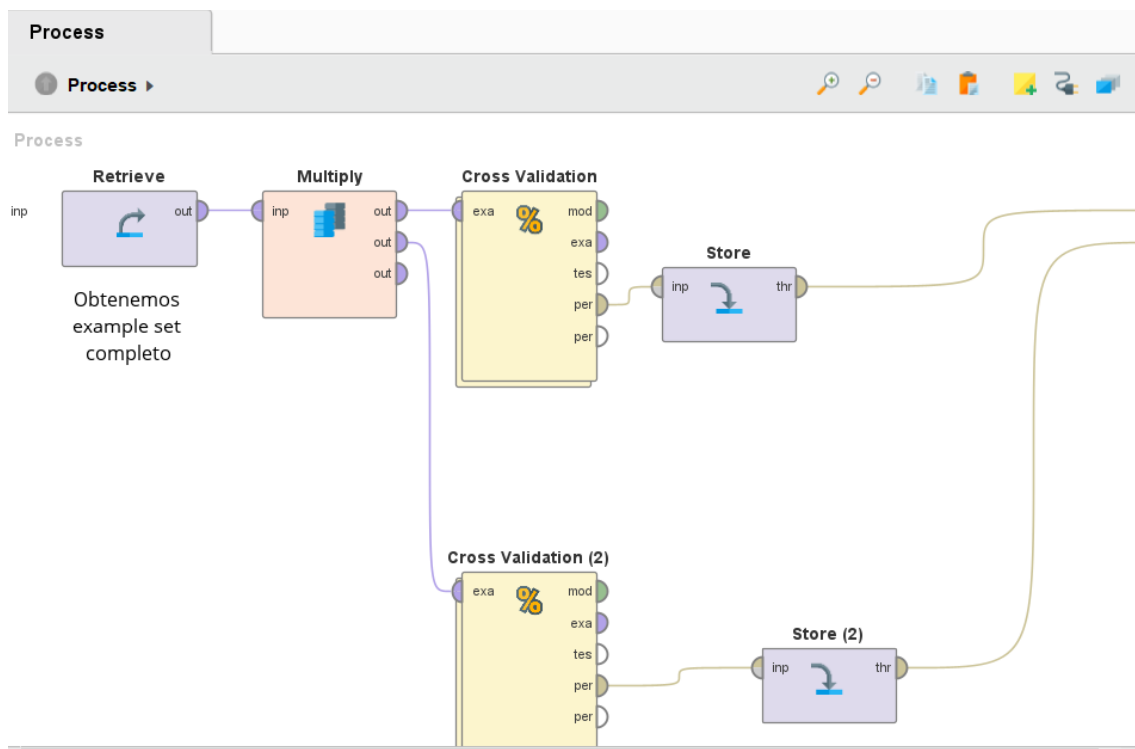 Process
Process
Process
Retrieve
Multiply
Cross Validation
inp
out
inp
out
out
out
exa
mod
exa
tes
per
per
Store
inp
thr
Obtenemos
example set
completo
Cross Validation (2)
exa
mod
exa
tes
per
per
Store (2)
inp
thr